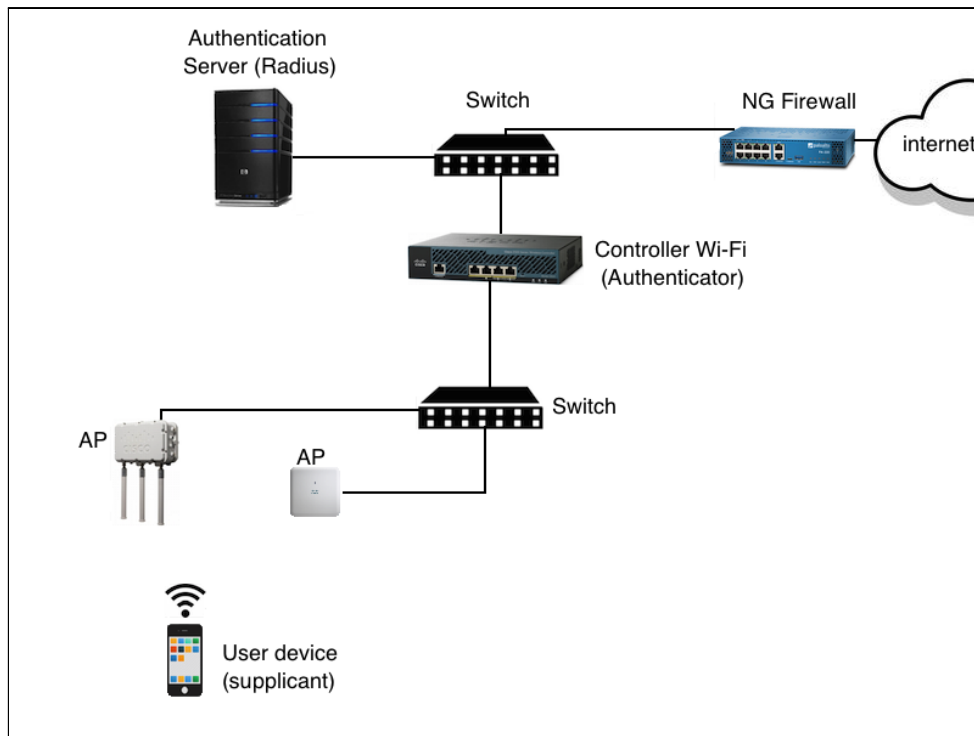 Authentication
Server (Radius)
Switch
NG Firewall
internet
Controller Wi-Fi
(Authenticator)
Switch
AP
AP
User device
(supplicant)